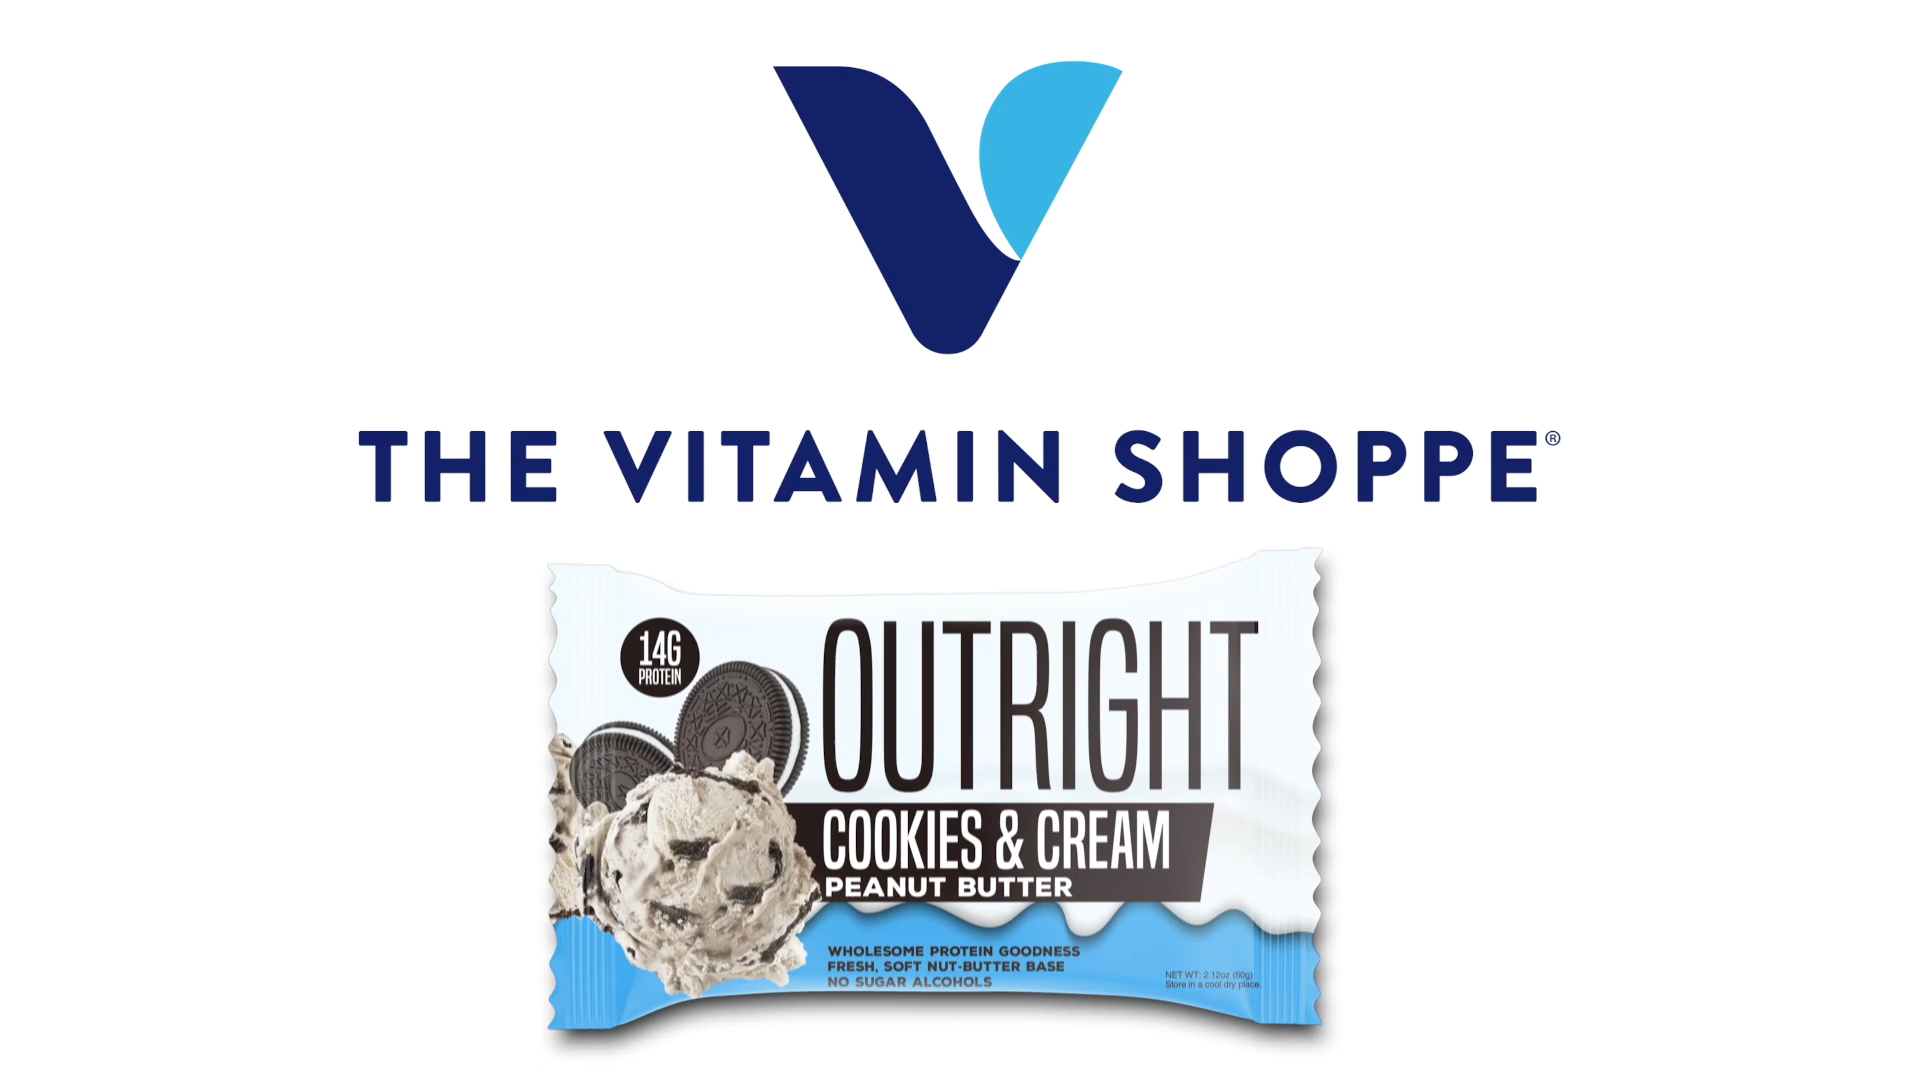 THE VITAMIN SHOPPE®
14G
PROTEIN
OUTRIGHT
COOKIES & CREAM
PEANUT BUTTER
WHOLESOME PROTEIN GOODNESS
FRESH, SOFT NUT-BUTTER BASE
NO SUGAR ALCOHOLS
NET WT: 2.12oz (60g)
Store in a cool dry place.